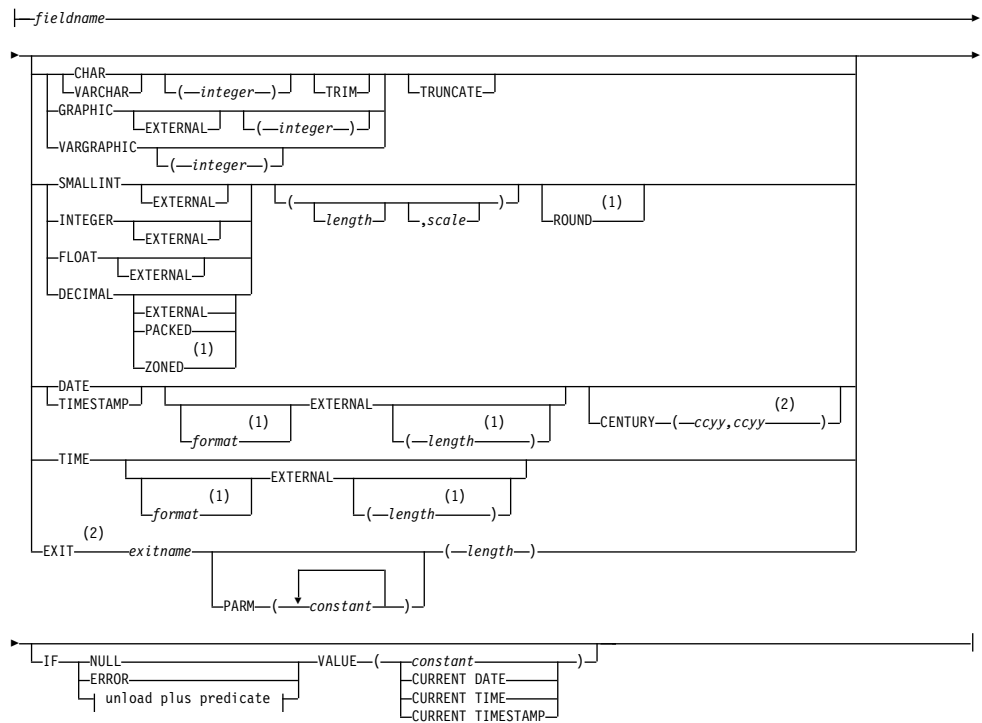 fieldname
CHAR
VARCHAR ( integer ) TRIM TRUNCATE
GRAPHIC
EXTERNAL ( integer )
VARGRAPHIC
( integer )
SMALLINT
EXTERNAL ( length ,scale ) (1)
ROUND
INTEGER
EXTERNAL
FLOAT
EXTERNAL
DECIMAL
EXTERNAL
PACKED
(1)
ZONED
DATE
TIMESTAMP EXTERNAL (2)
(1) (1) CENTURY ( ccyy,ccyy )
format ( length )
TIME
EXTERNAL
(1) (1)
format ( length )
(2)
EXIT exitname ( length )
PARM ( constant )
IF NULL VALUE ( constant )
ERROR CURRENT DATE
unload plus predicate CURRENT TIME
CURRENT TIMESTAMP